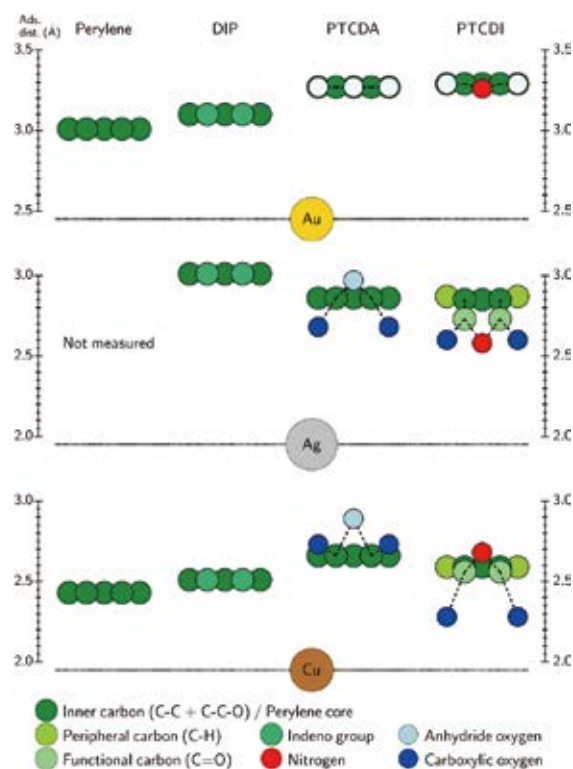 Ads.
dist. (Å)
Perylene
DIP
PTCDA
PTCDI
3.5
3.5
3.0
3.0
2.5
2.5
Au
3.0
3.0
Not measured
2.5
2.5
2.0
2.0
Ag
3.0
3.0
2.5
2.5
2.0
2.0
Cu
Inner carbon (C-C + C-C-O) / Perylene core
Peripheral carbon (C-H)
Indeno group
Anhydride oxygen
Functional carbon (C=O)
Nitrogen
Carboxylic oxygen